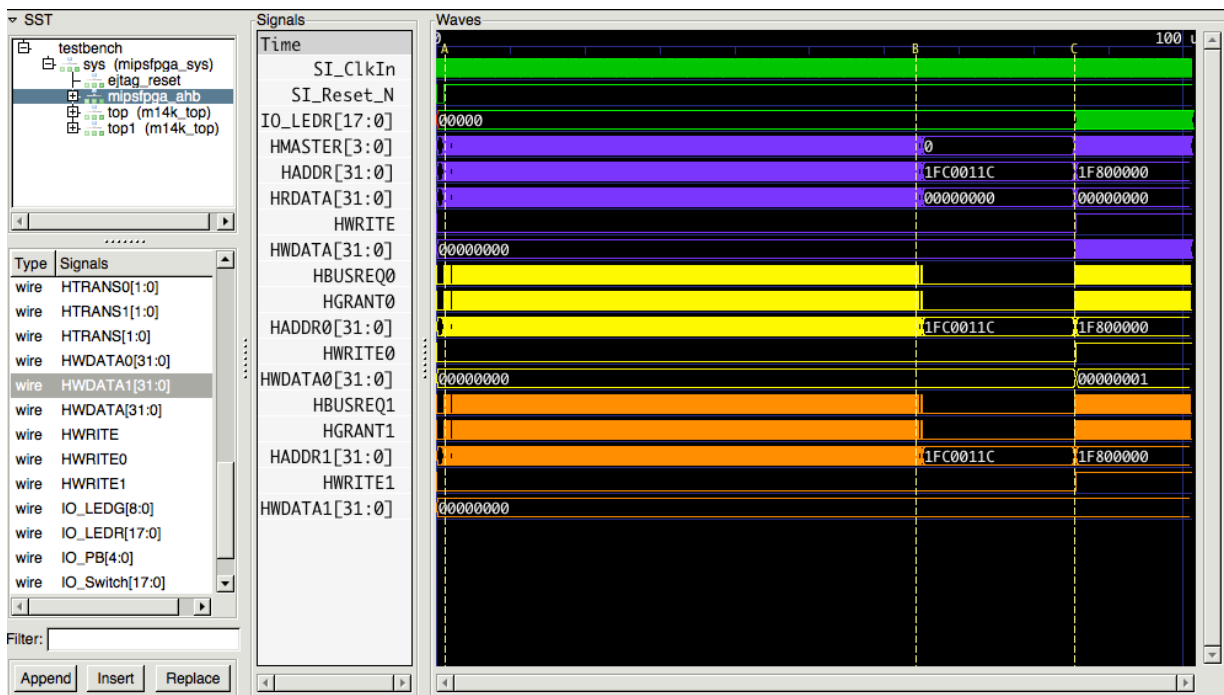 SST
testbench
sys (mipsfpga_sys)
ejtag_reset
mipsfpga_ahb
top (m14k_top)
top1 (m14k_top)
Type Signals
wire HTRANS0[1:0]
wire HTRANS1[1:0]
wire HTRANS[1:0]
wire HWDATA0[31:0]
wire HWDATA1[31:0]
wire HWDATA[31:0]
wire HWRITE
wire HWRITE0
wire HWRITE1
wire IO_LEDG[8:0]
wire IO_LEDR[17:0]
wire IO_PB[4:0]
wire IO_Switch[17:0]
Filter:
Append Insert Replace
Signals
Time
SI_ClkIn
SI_Reset_N
IO_LEDR[17:0]
HMASTER[3:0]
HADDR[31:0]
HRDATA[31:0]
HWRITE
HWDATA[31:0]
HBUSREQ0
HGRANT0
HADDR0[31:0]
HWRITE0
HWDATA0[31:0]
HBUSREQ1
HGRANT1
HADDR1[31:0]
HWRITE1
HWDATA1[31:0]
Waves
0 100 u
A B C
00000
0
1FC0011C 1F800000
00000000 00000000
00000000
1FC0011C 1F800000
00000000 00000001
1FC0011C 1F800000
00000000